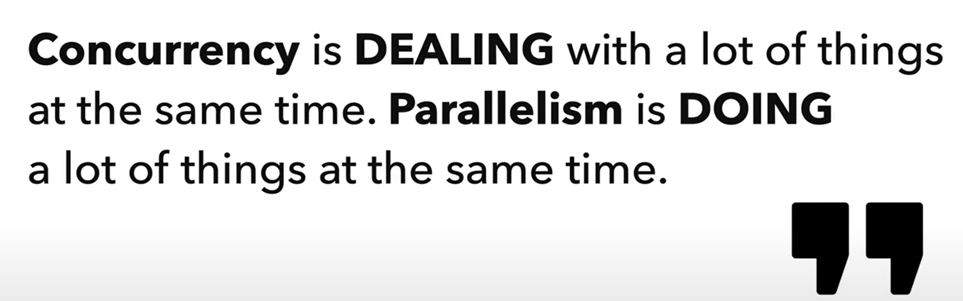 Concurrency is DEALING with a lot of things
at the same time. Parallelism is DOING
a lot of things at the same time.
”